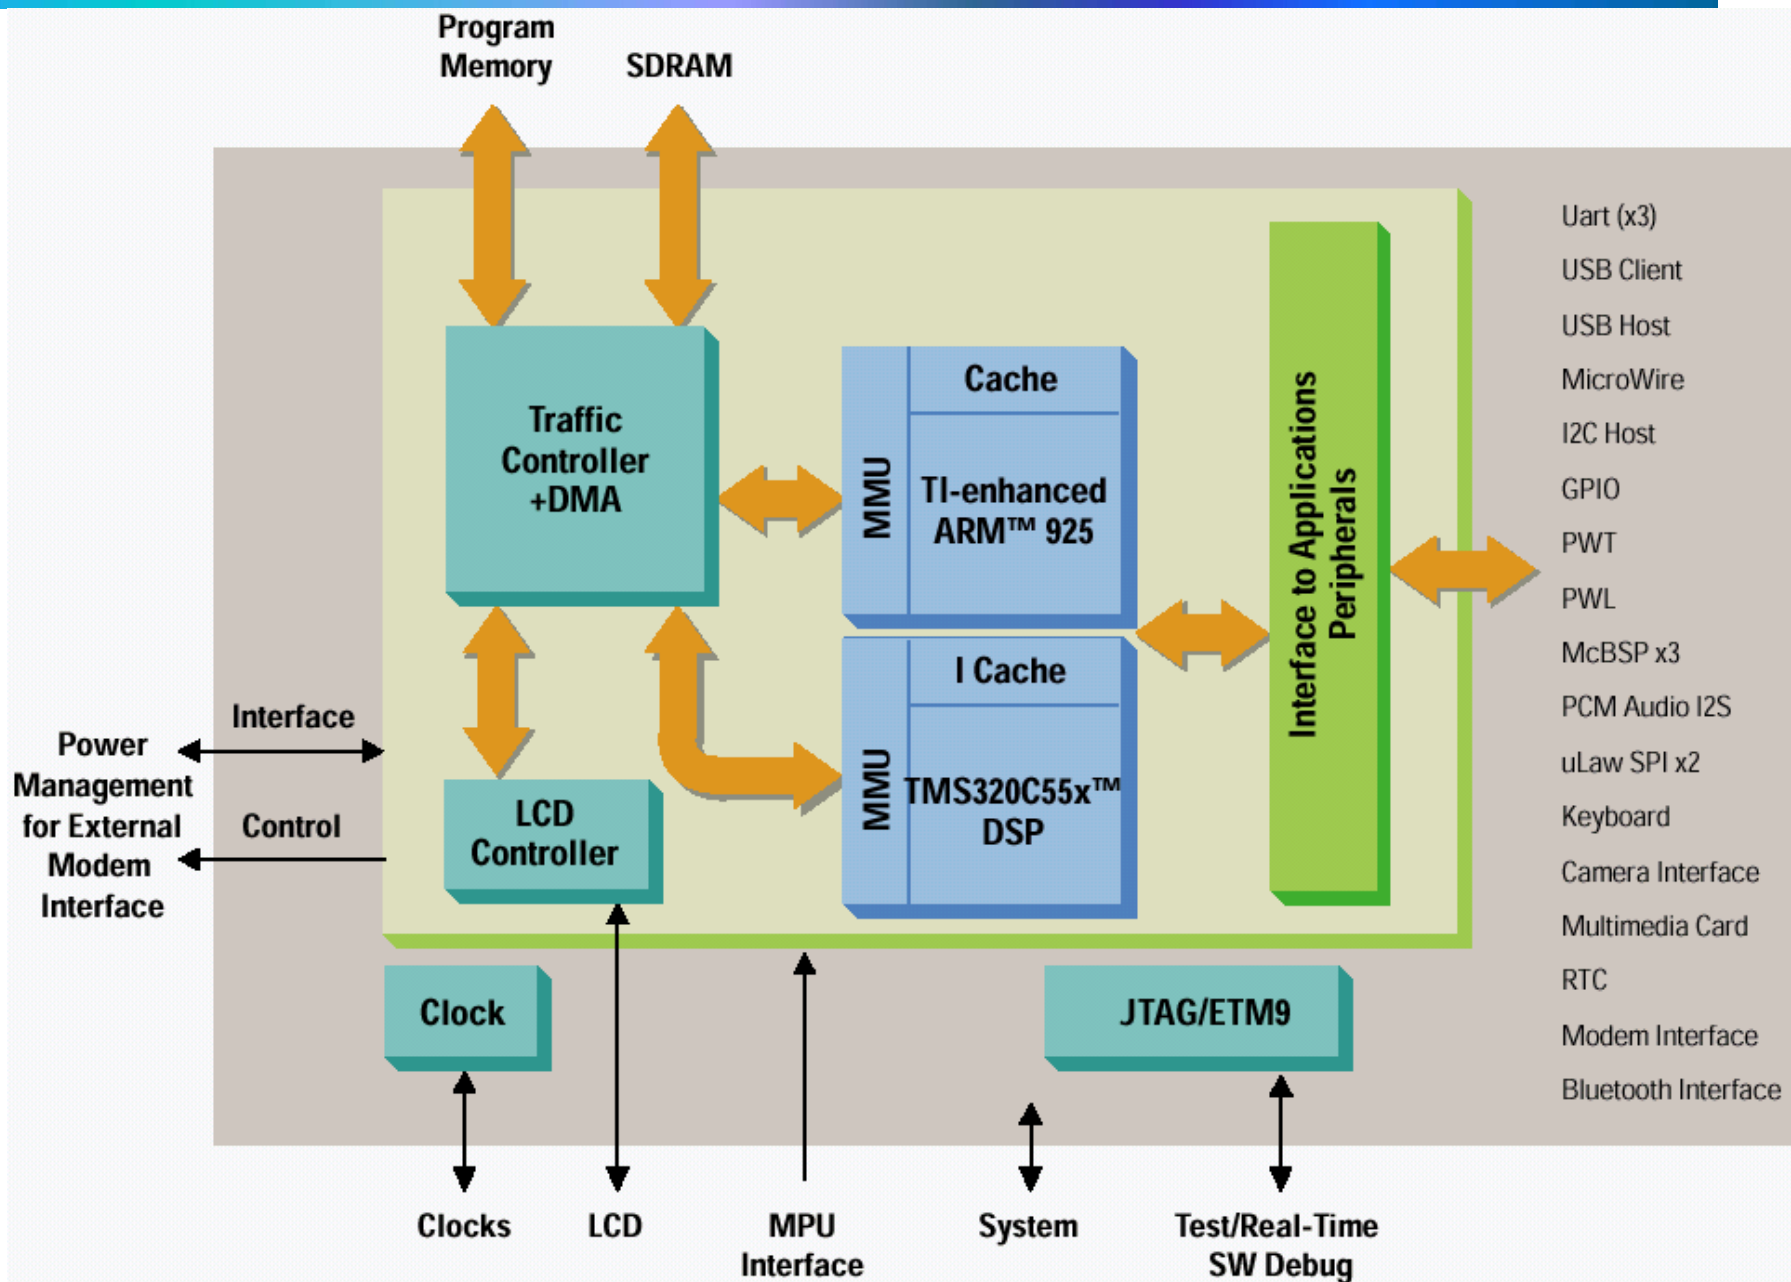 Program
Memory
SDRAM
Traffic
Controller
+DMA
Cache
MMU
TI-enhanced
ARM™ 925
I Cache
MMU
TMS320C55x™
DSP
Interface to Applications
Peripherals
LCD
Controller
Interface
Control
Power
Management
for External
Modem
Interface
Clock
JTAG/ETM9
Clocks
LCD
MPU
Interface
System
Test/Real-Time
SW Debug
Uart (x3)
USB Client
USB Host
MicroWire
I2C Host
GPIO
PWT
PWL
McBSP x3
PCM Audio I2S
uLaw SPI x2
Keyboard
Camera Interface
Multimedia Card
RTC
Modem Interface
Bluetooth Interface